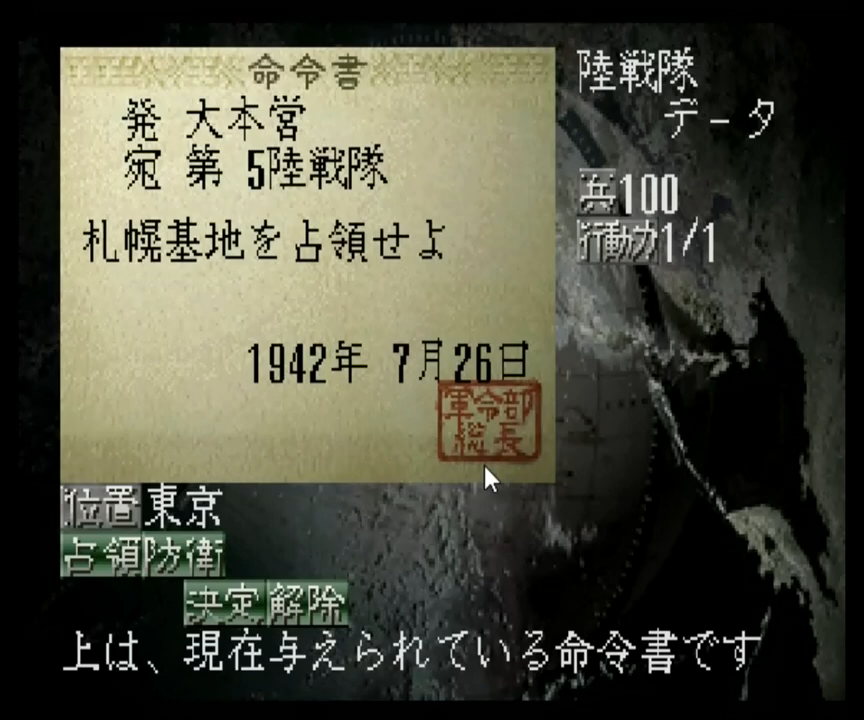 命令書
発 大本営
宛 第 5陸戦隊
札幌基地を占領せよ
1942年 7月26日
軍令部
総長
陸戦隊
データ
兵100
行動力1/1
位置東京
占領防衛
決定解除
上は、現在与えられている命令書です